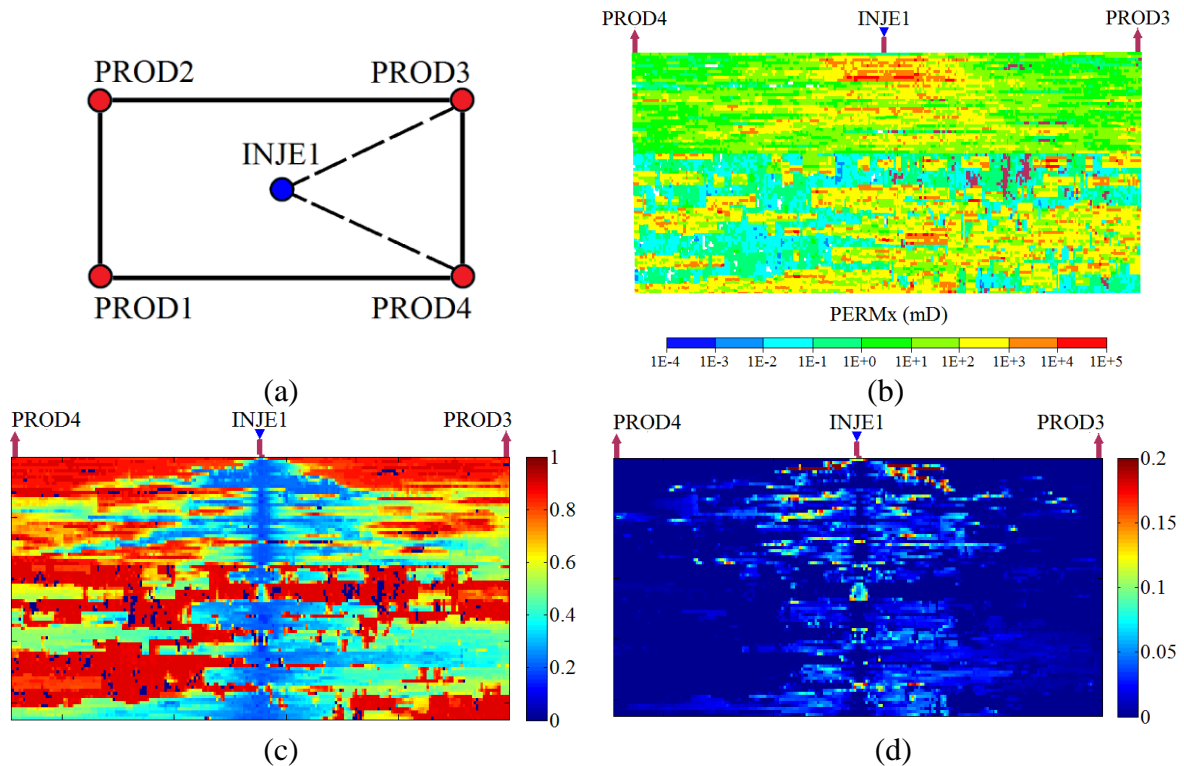 PROD2 PROD3
INJE1
PROD1 PROD4
(a)
PROD4 INJE1 PROD3
PERMx (mD)
1E-4 1E-3 1E-2 1E-1 1E+0 1E+1 1E+2 1E+3 1E+4 1E+5
(b)
PROD4 INJE1 PROD3
1
0.8
0.6
0.4
0.2
0
(c)
PROD4 INJE1 PROD3
0.2
0.15
0.1
0.05
0
(d)